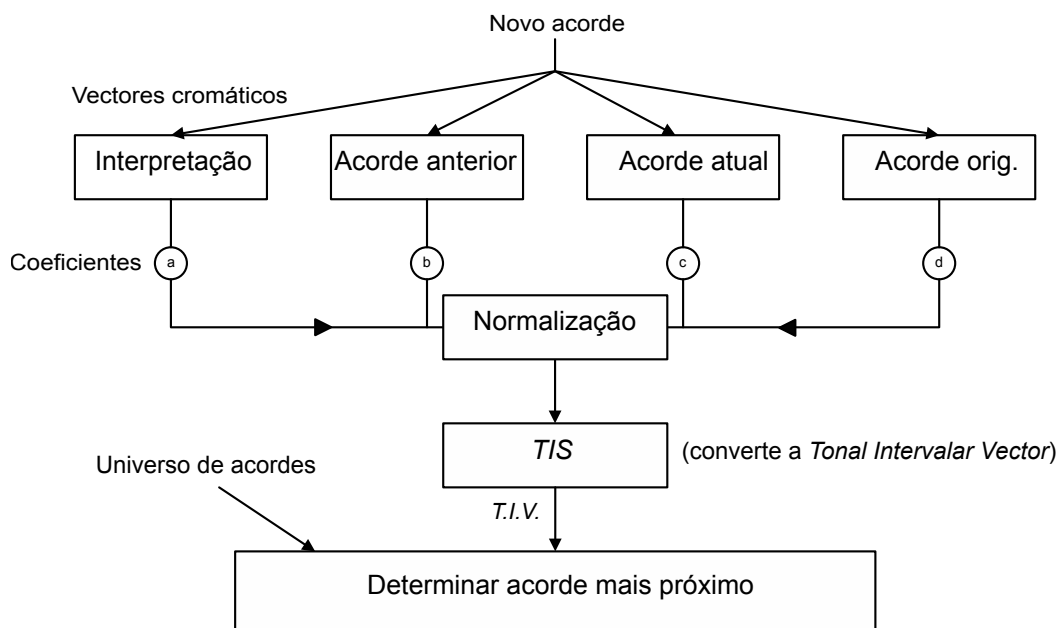 Novo acorde
Vectores cromáticos
Interpretação
Acorde anterior
Acorde atual
Acorde orig.
Coeficientes
a
b
c
d
Normalização
TIS
(converte a Tonal Intervalar Vector)
Universo de acordes
T.I.V.
Determinar acorde mais próximo